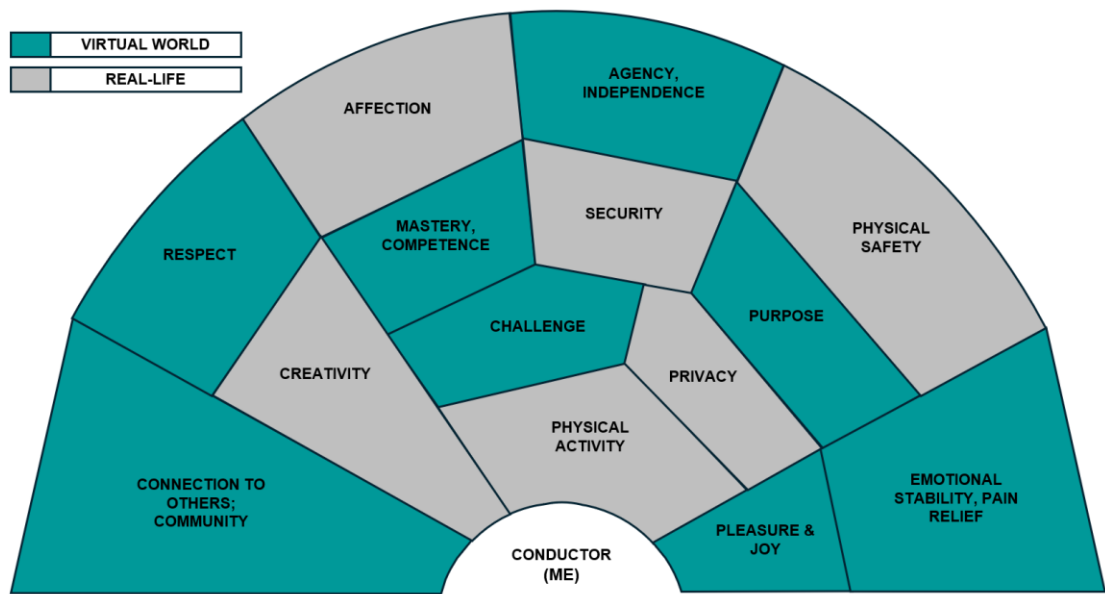 VIRTUAL WORLD
REAL-LIFE
AFFECTION
AGENCY,
INDEPENDENCE
RESPECT
MASTERY,
COMPETENCE
SECURITY
PHYSICAL
SAFETY
CREATIVITY
CHALLENGE
PRIVACY
PURPOSE
CONNECTION TO
OTHERS;
COMMUNITY
PHYSICAL
ACTIVITY
EMOTIONAL
STABILITY, PAIN
RELIEF
PLEASURE &
JOY
CONDUCTOR
(ME)